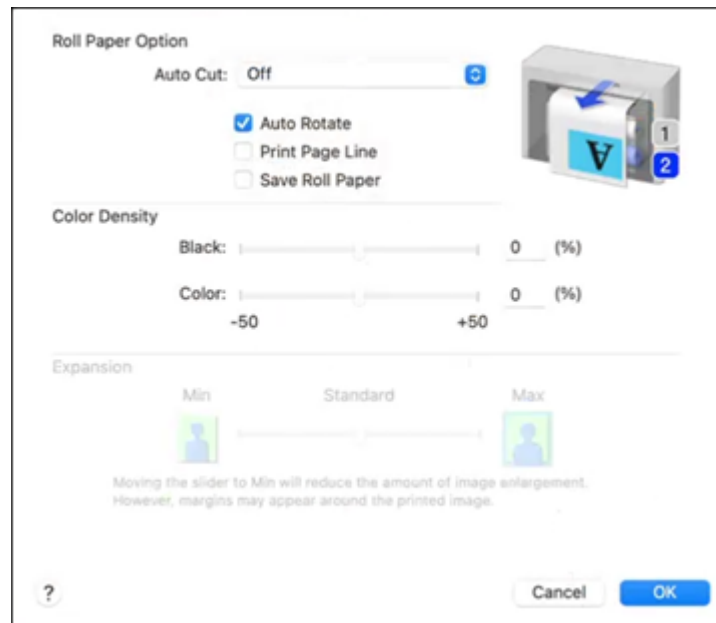 Roll Paper Option
Auto Cut: Off
Auto Rotate
1
Print Page Line
2
Save Roll Paper
A
Color Density
Black: 0 (%)
Color: 0 (%)
-50 +50
Expansion
Min Standard Max
Moving the slider to Min will reduce the amount of image enlargement.
However, margins may appear around the printed image.
? Cancel OK